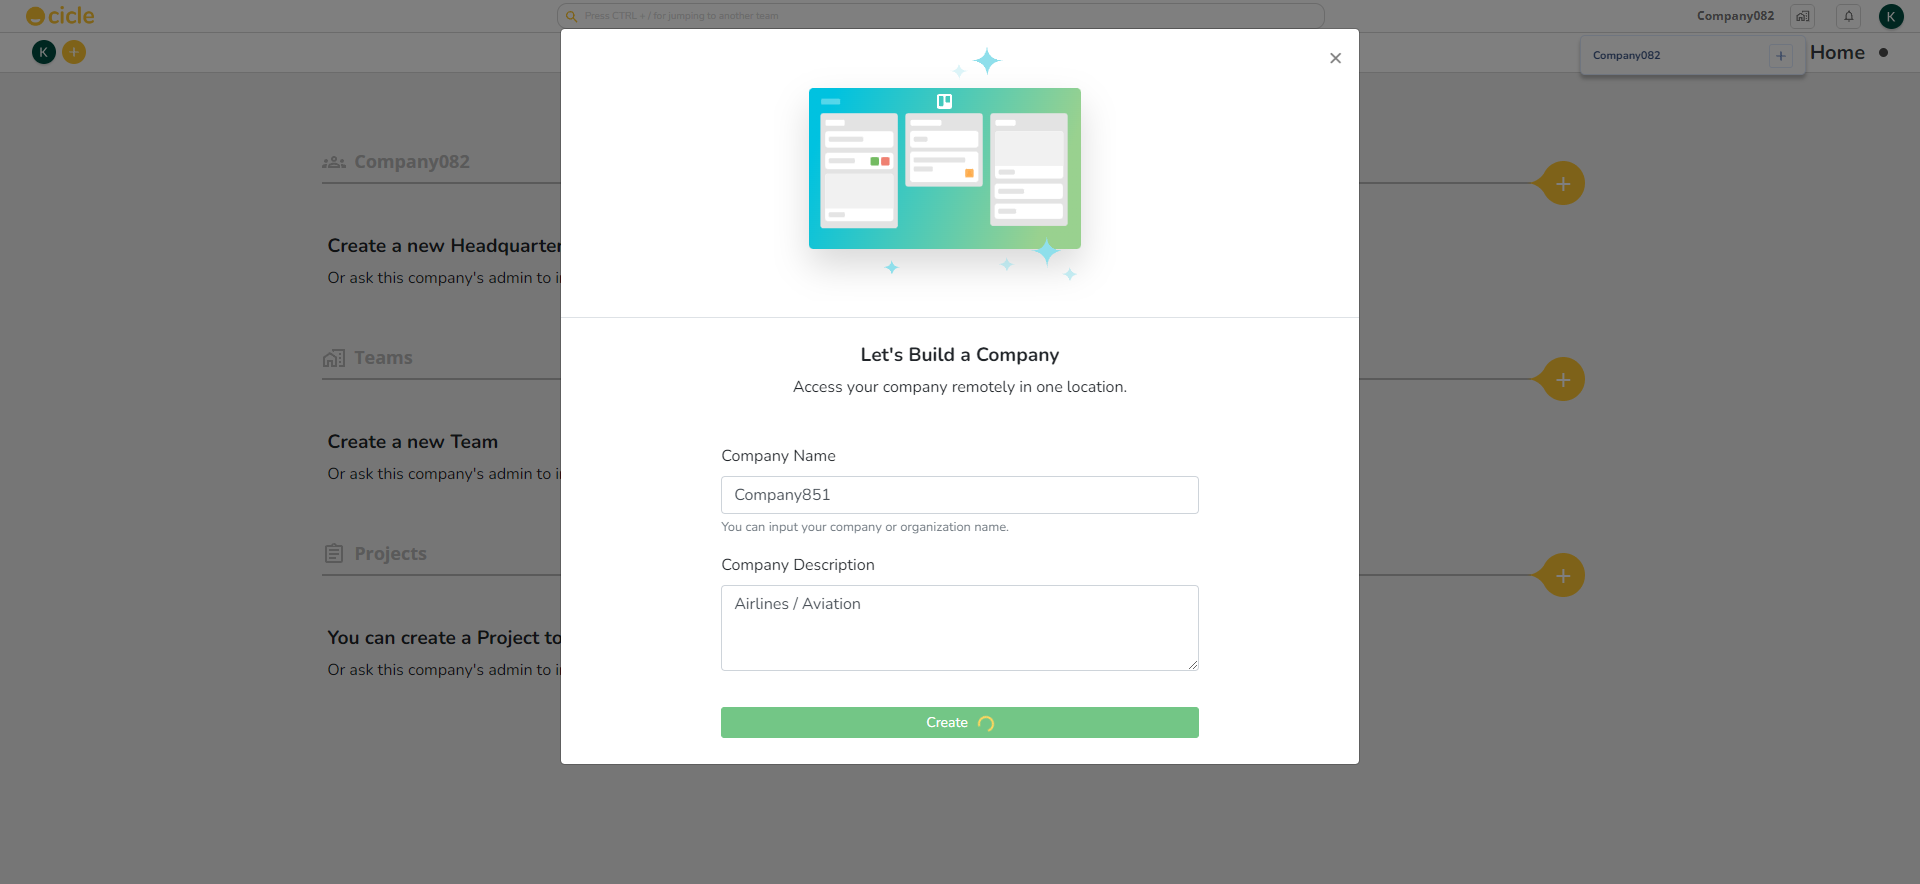 cicle
Press CTRL + / for jumping to another team
Company082
K
K
+
Company082
+
Home
Company082
+
Create a new Headquarter
Or ask this company's admin to i
Teams
+
Create a new Team
Or ask this company's admin to i
Projects
+
You can create a Project to
Or ask this company's admin to i
×
Let's Build a Company
Access your company remotely in one location.
Company Name
Company851
You can input your company or organization name.
Company Description
Airlines / Aviation
Create